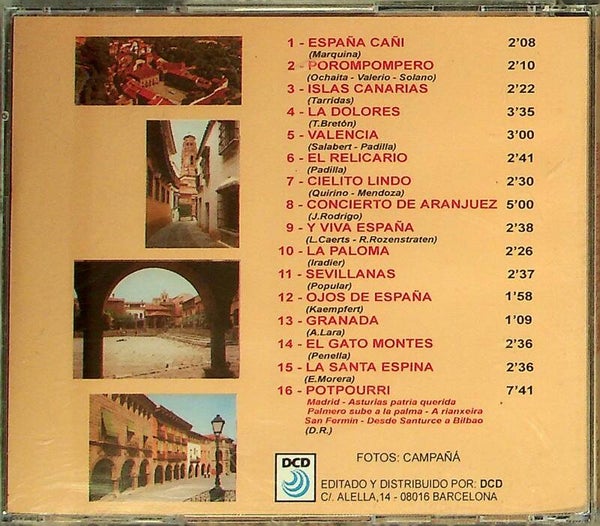 1 - ESPAÑA CAÑI 2'08
(Marquina)
2 - POROMPOMPERO 2'10
(Ochaita - Valerio - Solano)
3 - ISLAS CANARIAS 2'22
(Tarridas)
4 - LA DOLORES 3'35
(T.Bretón)
5 - VALENCIA 3'00
(Salabert - Padilla)
6 - EL RELICARIO 2'41
(Padilla)
7 - CIELITO LINDO 2'30
(Quirino - Mendoza)
8 - CONCIERTO DE ARANJUEZ 5'00
(J.Rodrigo)
9 - Y VIVA ESPAÑA 2'38
(L.Caerts - R.Rozenstraten)
10 - LA PALOMA 2'26
(Iradier)
11 - SEVILLANAS 2'37
(Popular)
12 - OJOS DE ESPAÑA 1'58
(Kaempfert)
13 - GRANADA 1'09
(A.Lara)
14 - EL GATO MONTES 2'36
(Penella)
15 - LA SANTA ESPINA 2'36
(E.Morera)
16 - POTPOURRI 7'41
Madrid - Asturias patria querida
Palmero subo a la palma - A rianxeira
San Fermin - Desde Santurce a Bilbao
(D.R.)
FOTOS: CAMPAÑÁ
DCD
EDITADO Y DISTRIBUIDO POR: DCD
C/. ALELLA,14 - 08016 BARCELONA